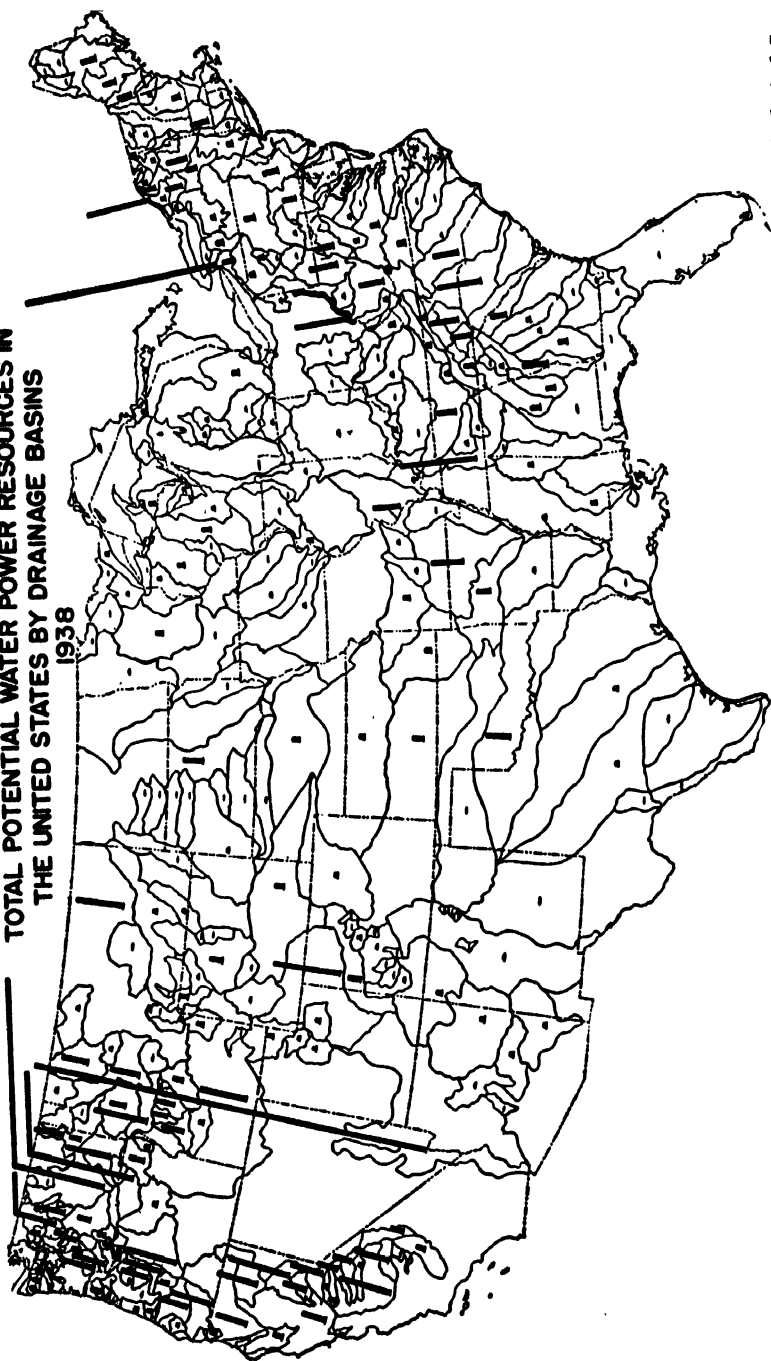 TOTAL POTENTIAL WATER POWER RESOURCES IN
THE UNITED STATES BY DRAINAGE BASINS
1938